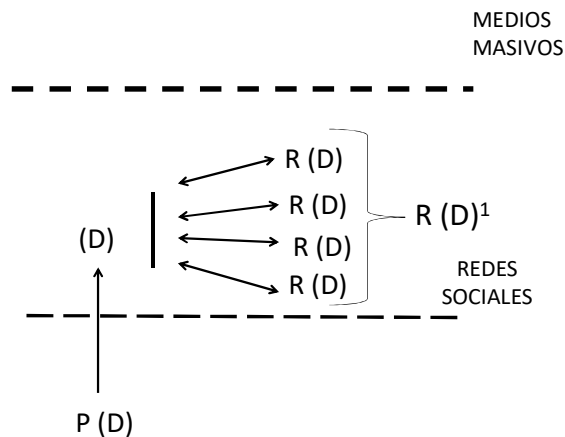 MEDIOS
MASIVOS
R (D)
R (D)
R (D)¹
(D)
R (D)
R (D)
REDES
SOCIALES
P (D)